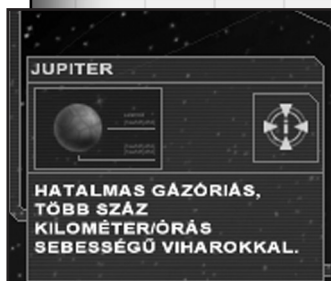 JUPITER
HATALMAS GÁZÓRIÁS,
TÖBB SZÁZ
KILOMÉTER/ÓRÁS
SEBESSÉGŰ VIHAROKKAL.